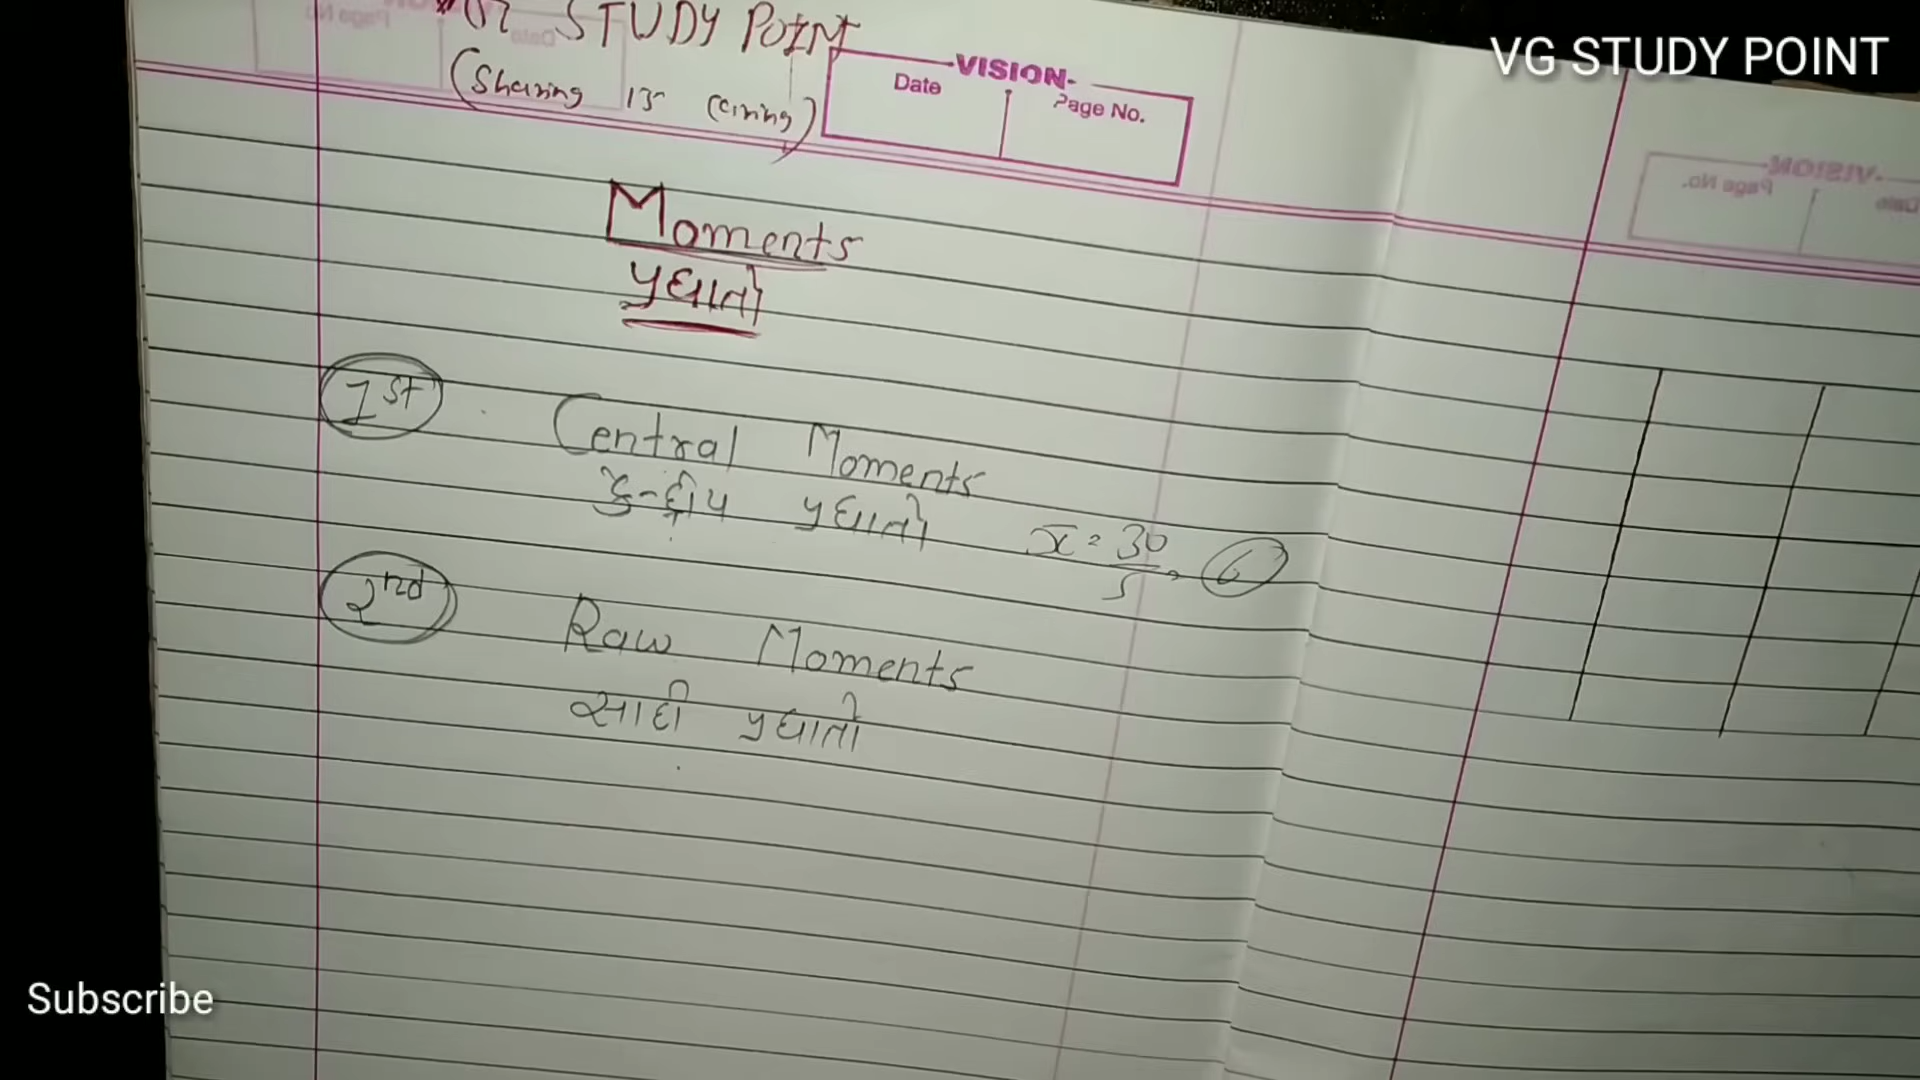 VG STUDY POINT
STUDY POINT
(Sharing is caring)
-VISION-
Date
Page No.
Moments
પ્રઘાતો
1st
Central Moments
કેન્દ્રીય પ્રઘાતો
x̄ = 30/5 = 6
2nd
Raw Moments
સાદી પ્રઘાતો
Subscribe